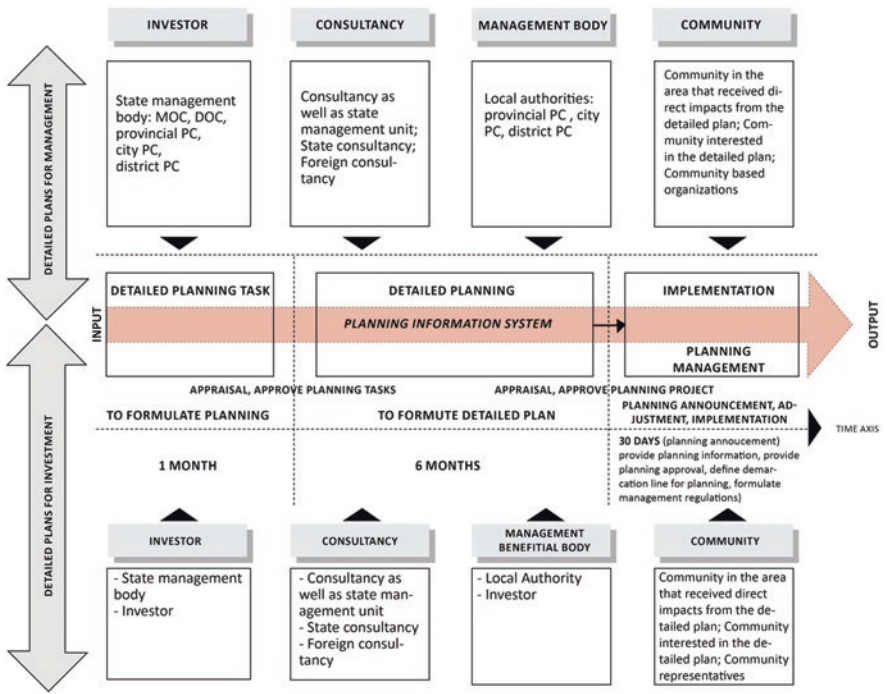 INVESTOR
CONSULTANCY
MANAGEMENT BODY
COMMUNITY
DETAILED PLANS FOR MANAGEMENT
State management
body: MOC, DOC,
provincial PC,
city PC,
district PC
Consultancy as
well as state
management unit;
State consultancy;
Foreign consul-
tancy
Local authorities:
provincial PC , city
PC, district PC
Community in the
area that received di-
rect impacts from the
detailed plan; Com-
munity interested
in the detailed plan;
Community based
organizations
INPUT
DETAILED PLANNING TASK
DETAILED PLANNING
IMPLEMENTATION
PLANNING INFORMATION SYSTEM
PLANNING
MANAGEMENT
OUTPUT
APPRAISAL, APPROVE PLANNING TASKS
APPRAISAL, APPROVE PLANNING PROJECT
TO FORMULATE PLANNING
TO FORMUTE DETAILED PLAN
PLANNING ANNOUNCEMENT, AD-
JUSTMENT, IMPLEMENTATION
TIME AXIS
1 MONTH
6 MONTHS
30 DAYS (planning annoucement)
provide planning information, provide
planning approval, define demar-
cation line for planning, formulate
management regulations)
DETAILED PLANS FOR INVESTMENT
INVESTOR
CONSULTANCY
MANAGEMENT
BENEFITIAL BODY
COMMUNITY
- State management
body
- Investor
- Consultancy as
well as state man-
agement unit
- State consultancy
- Foreign consul-
tancy
- Local Authority
- Investor
Community in the area
that received direct
impacts from the de-
tailed plan; Community
interested in the de-
tailed plan; Community
representatives